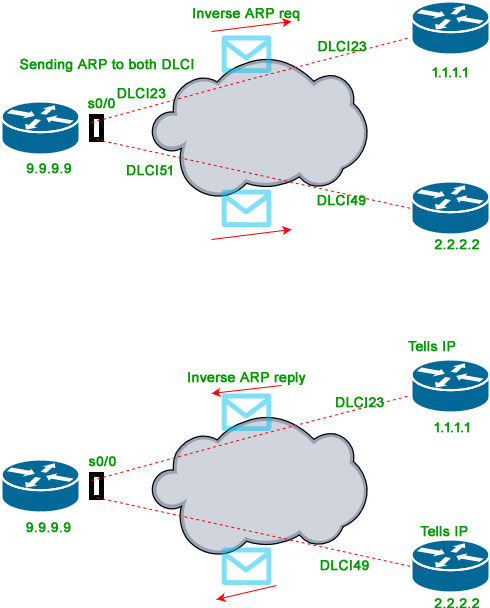 Inverse ARP req
DLCI23
Sending ARP to both DLCI
1.1.1.1
s0/0
DLCI23
9.9.9.9
DLCI51
DLCI49
2.2.2.2
Tells IP
Inverse ARP reply
DLCI23
1.1.1.1
s0/0
9.9.9.9
Tells IP
DLCI49
2.2.2.2